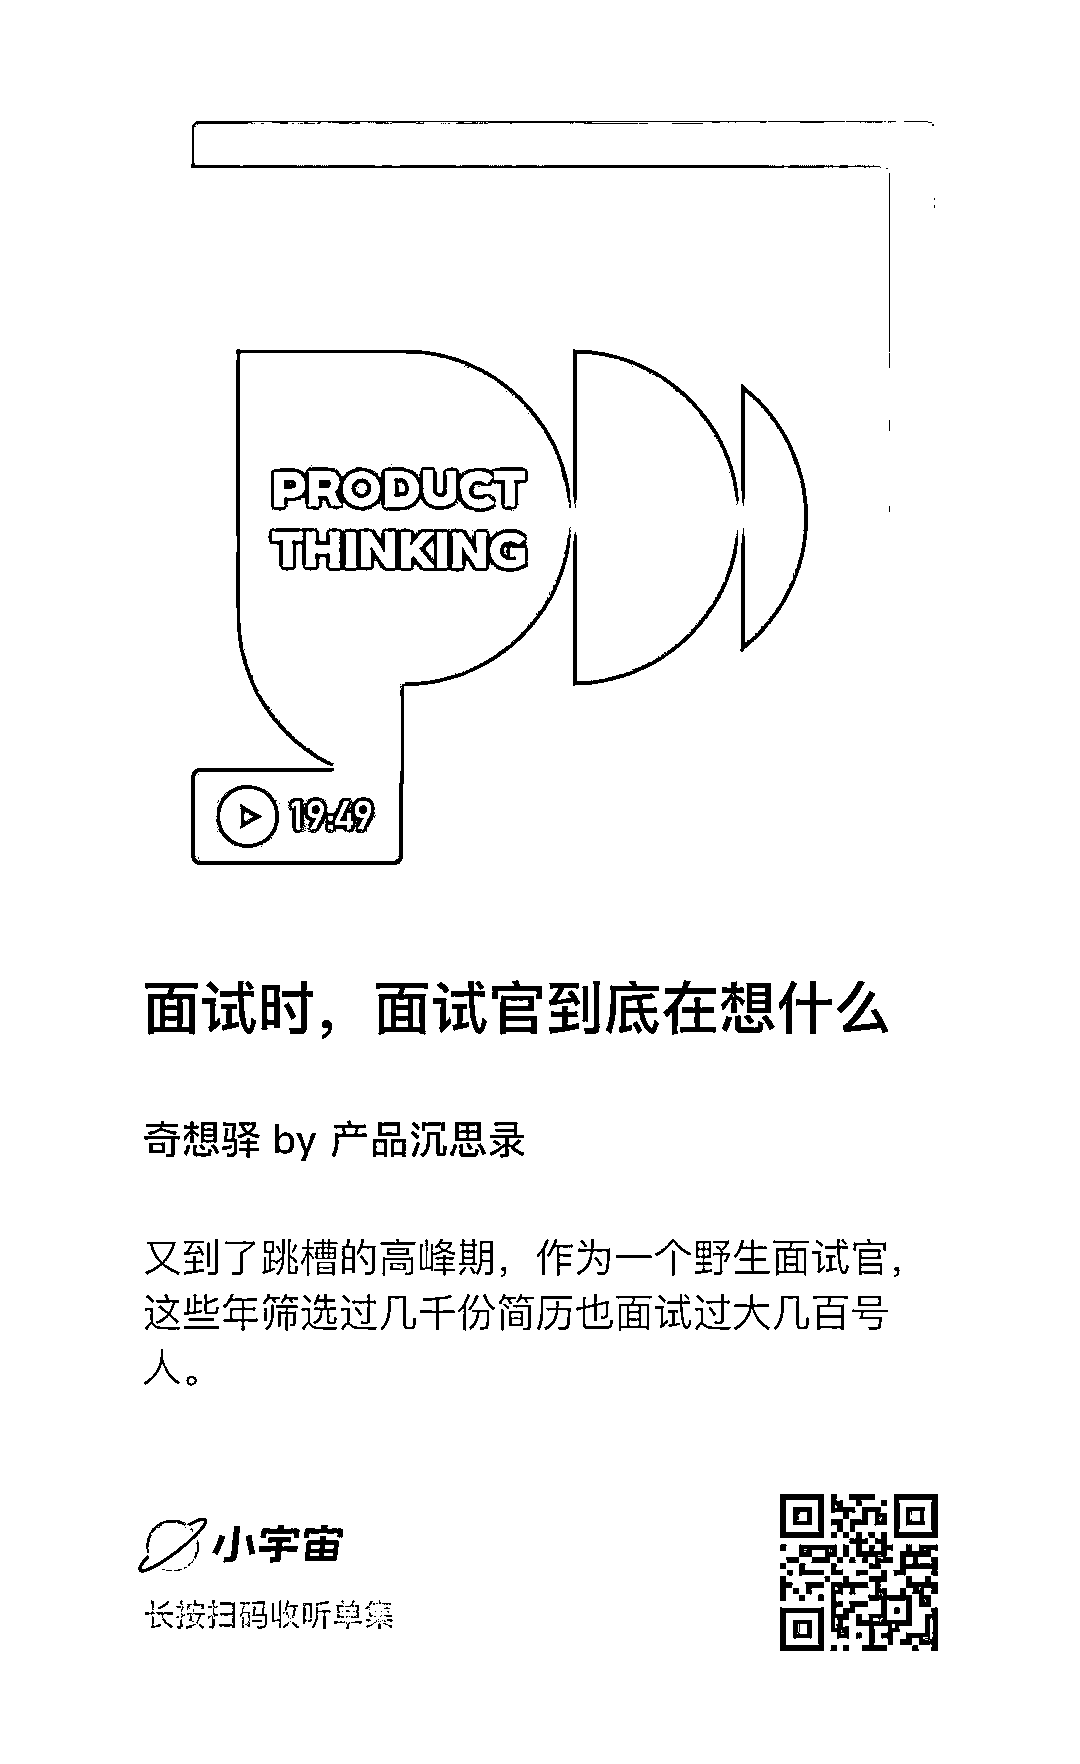 PRODUCT
THINKING
19:49
面试时，面试官到底在想什么
奇想驿 by 产品沉思录
又到了跳槽的高峰期，作为一个野生面试官，
这些年筛选过几千份简历也面试过大几百号
人。
小宇宙
长按扫码收听单集